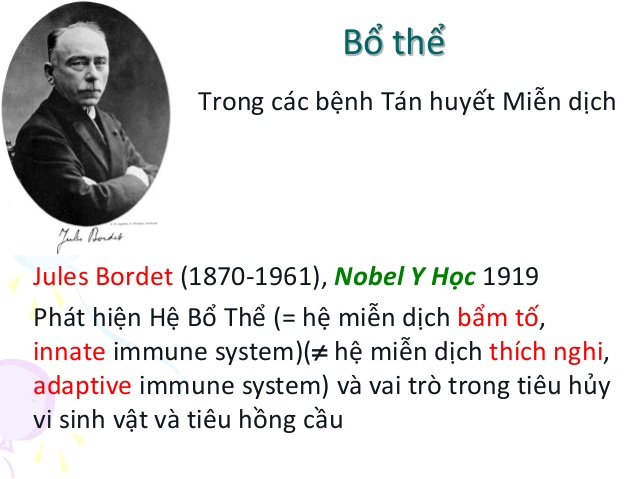 Bổ thể
Trong các bệnh Tán huyết Miễn dịch
Jules Bordet
Jules Bordet (1870-1961), Nobel Y Học 1919
Phát hiện Hệ Bổ Thể (= hệ miễn dịch bẩm tố,
innate immune system)(≠ hệ miễn dịch thích nghi,
adaptive immune system) và vai trò trong tiêu hủy
vi sinh vật và tiêu hồng cầu